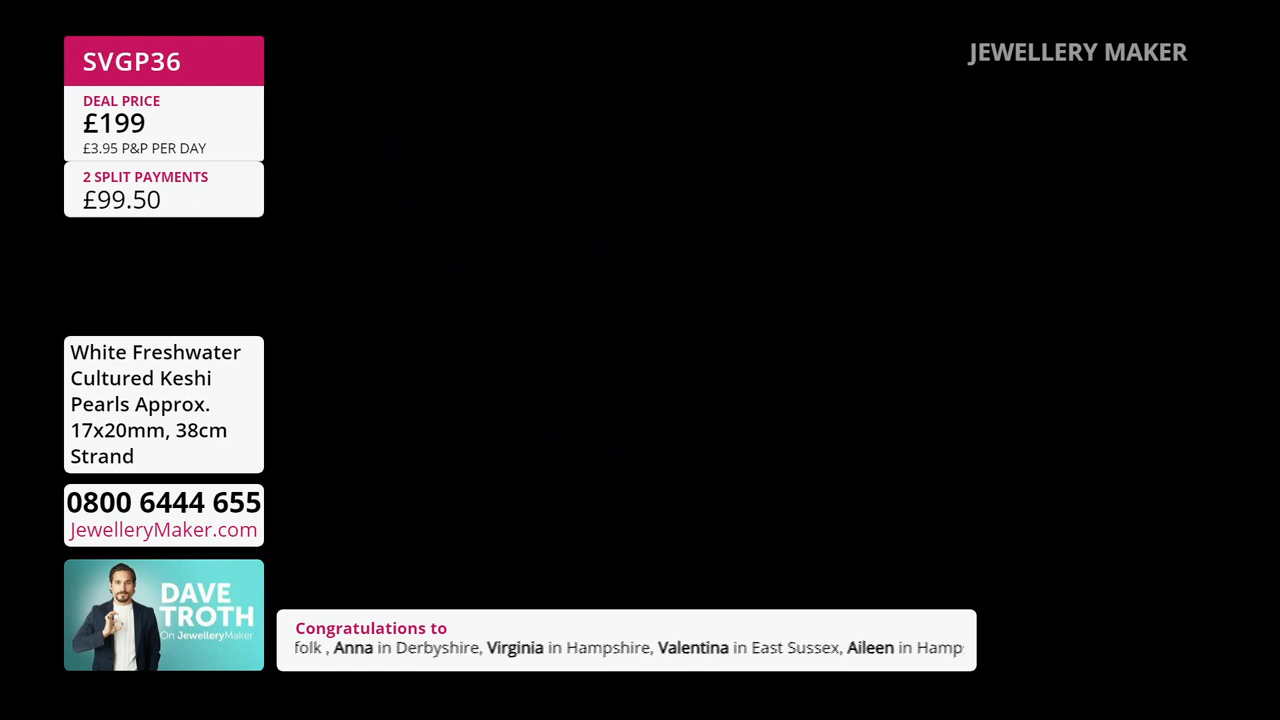 SVGP36
DEAL PRICE
£199
£3.95 P&P PER DAY
2 SPLIT PAYMENTS
£99.50
JEWELLERY MAKER
White Freshwater
Cultured Keshi
Pearls Approx.
17x20mm, 38cm
Strand
0800 6444 655
JewelleryMaker.com
DAVE
TROTH
On JewelleryMaker
Congratulations to
folk , Anna in Derbyshire, Virginia in Hampshire, Valentina in East Sussex, Aileen in Hamp